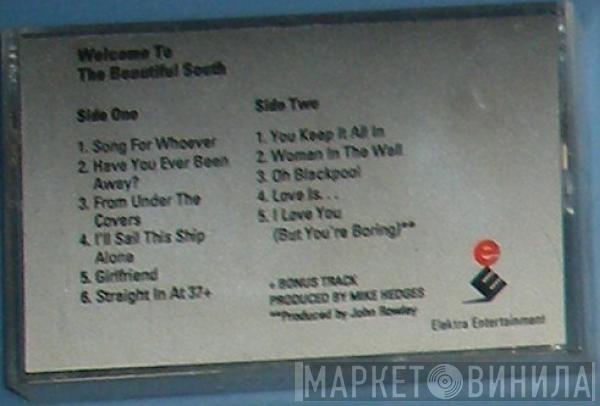 Welcome To
The Beautiful South
Side One
1. Song For Whoever
2. Have You Ever Been
Away?
3. From Under The
Covers
4. I'll Sail This Ship
Alone
5. Girlfriend
6. Straight In At 37+
Side Two
1. You Keep It All In
2. Woman In The Wall
3. Oh Blackpool
4. Love Is...
5. I Love You
(But You're Boring)**
+ BONUS TRACK
PRODUCED BY MIKE HEDGES
**Produced by John Rowley
e
Elektra Entertainment
МАРКЕТ ВИНИЛА